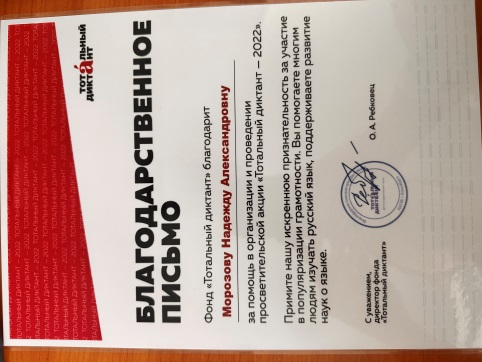 тотальный
диктант
БЛАГОДАРСТВЕННОЕ
ПИСЬМО
Фонд «Тотальный диктант» благодарит
Морозову Надежду Александровну
за помощь в организации и проведении
просветительской акции «Тотальный диктант – 2022».
Примите нашу искреннюю признательность за участие
в популяризации грамотности. Вы помогаете многим
людям изучать русский язык, поддерживаете развитие
наук о языке.
С уважением,
директор фонда
«Тотальный диктант»
О. А. Ребковец